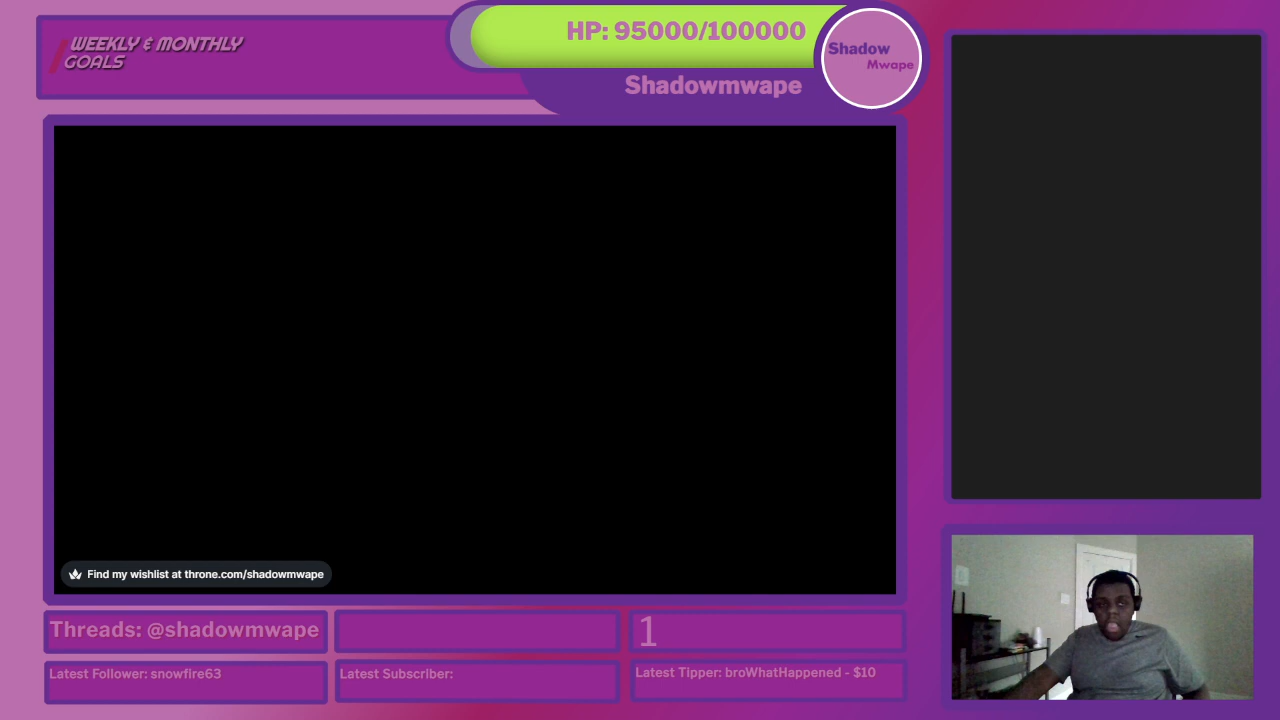 WEEKLY & MONTHLY
GOALS
HP: 95000/100000
Shadowmwape
Shadow
Mwape
Find my wishlist at throne.com/shadowmwape
Threads: @shadowmwape
1
Latest Follower: snowfire63
Latest Subscriber:
Latest Tipper: broWhatHappened - $10